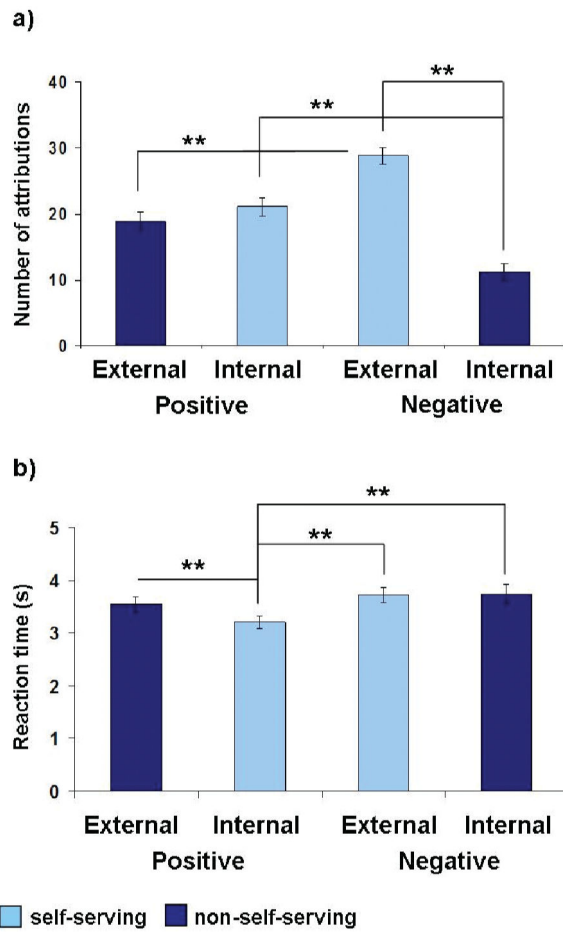 a)
Number of attributions
40
30
20
10
0
**
**
**
External Internal External Internal
Positive Negative
b)
Reaction time (s)
5
4
3
2
1
0
**
**
**
External Internal External Internal
Positive Negative
self-serving non-self-serving